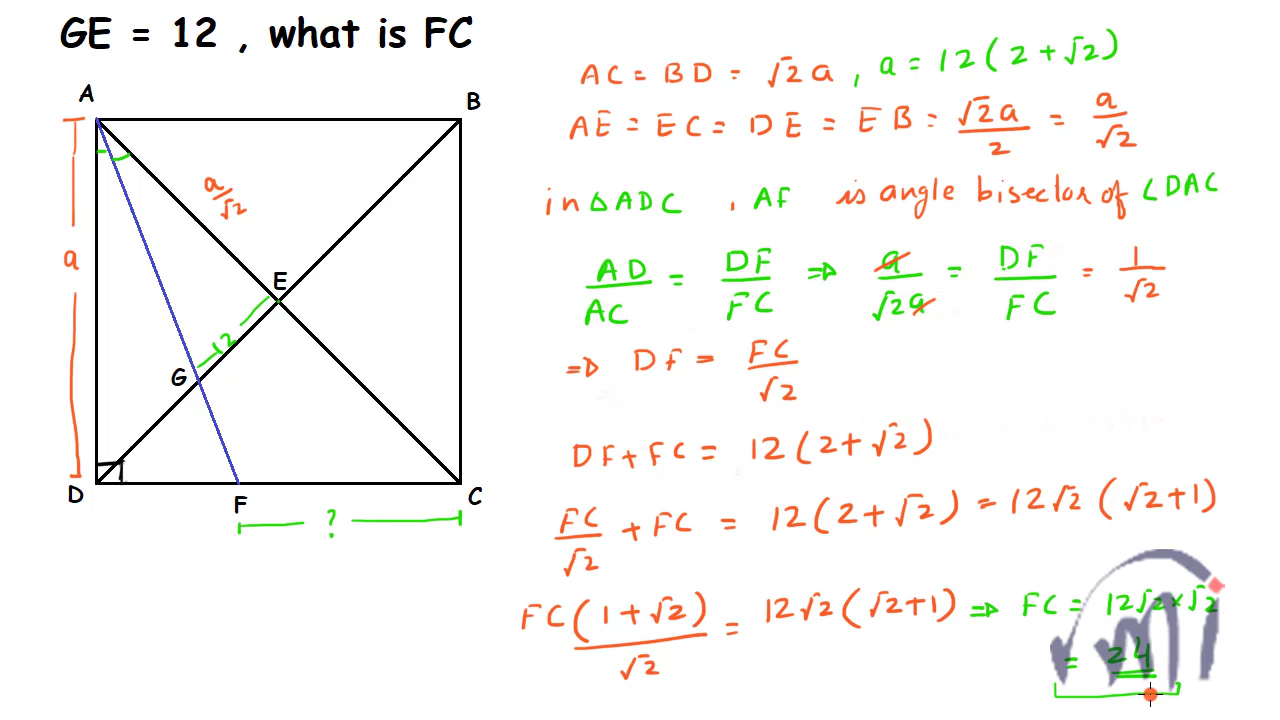 GE = 12 , what is FC
AC = BD = √2a , a = 12(2+√2)
AE = EC = DE = EB = √2a/2 = a/√2
in △ADC , AF is angle bisector of ∠DAC
AD/AC = DF/FC ⇒ a/√2a = DF/FC = 1/√2
⇒ DF = FC/√2
DF + FC = 12(2+√2)
FC/√2 + FC = 12(2+√2) = 12√2(√2+1)
FC(1+√2)/√2 = 12√2(√2+1) ⇒ FC = 12√2×√2
= 24
A
B
a/√2
a
E
12
G
D
F
C
?